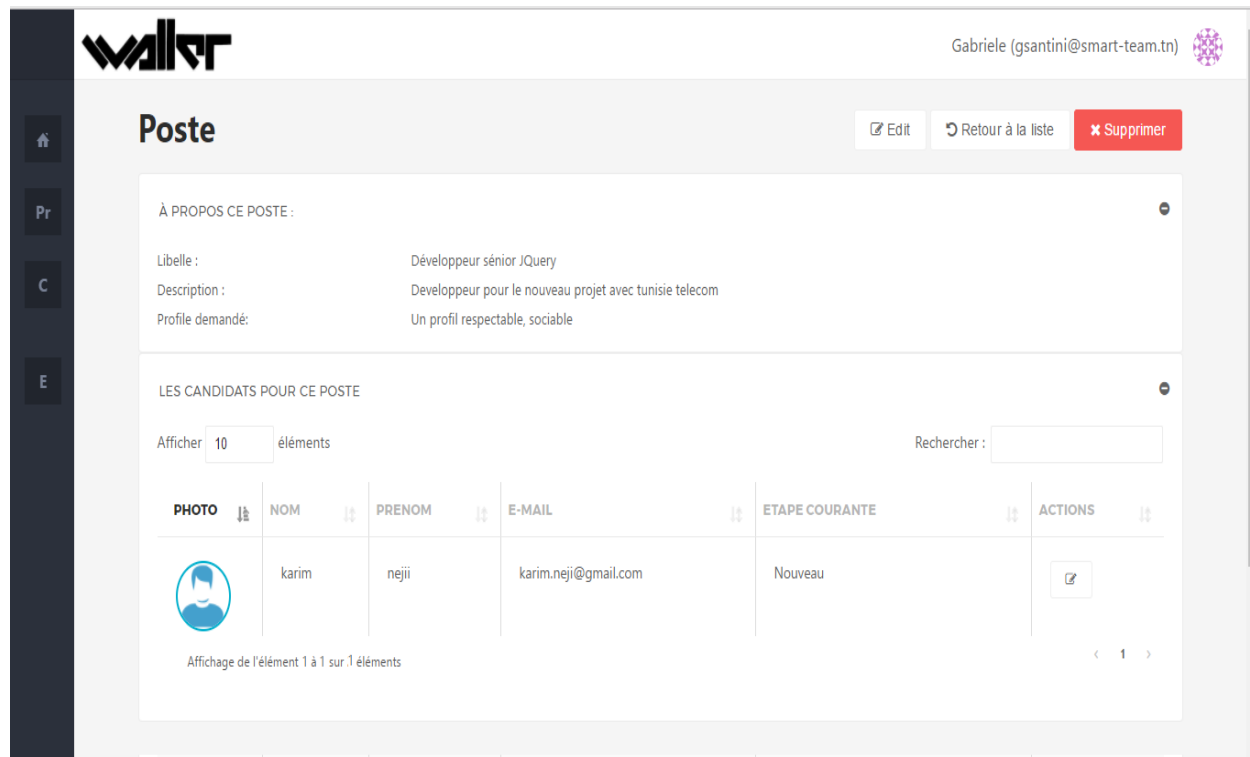 waller
Gabriele (gsantini@smart-team.tn)
Poste
Edit
Retour à la liste
Supprimer
Pr
C
E
À PROPOS CE POSTE :
Libelle : Développeur sénior JQuery
Description : Developpeur pour le nouveau projet avec tunisie telecom
Profile demandé: Un profil respectable, sociable
LES CANDIDATS POUR CE POSTE
Afficher 10 éléments Rechercher :
PHOTO NOM PRENOM E-MAIL ETAPE COURANTE ACTIONS
karim nejii karim.neji@gmail.com Nouveau
Affichage de l'élément 1 à 1 sur 1 éléments
1